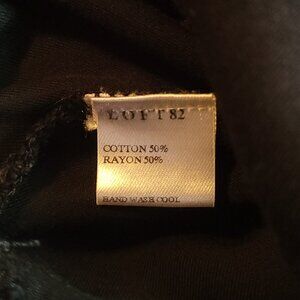 LOFT 82
COTTON 50%
RAYON 50%
HAND WASH COOL